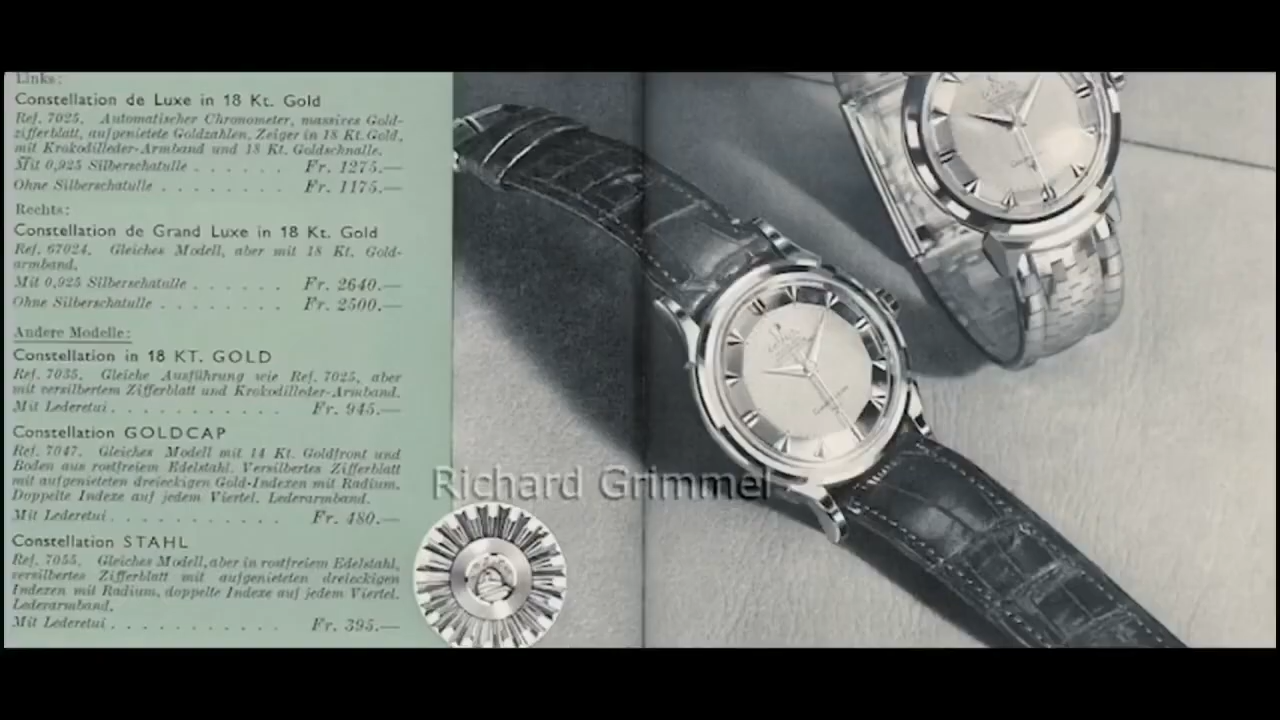 Links:
Constellation de Luxe in 18 Kt. Gold
Ref. 7025. Automatischer Chronometer, massives Gold-
zifferblatt, aufgenietete Goldzahlen, Zeiger in 18 Kt. Gold,
mit Krokodilleder-Armband und 18 Kt. Goldschnalle.
Mit 0,925 Silberschatulle . . . . . . . Fr. 1275.—
Ohne Silberschatulle . . . . . . . . . Fr. 1175.—
Rechts:
Constellation de Grand Luxe in 18 Kt. Gold
Ref. 67024. Gleiches Modell, aber mit 18 Kt. Gold-
armband.
Mit 0,925 Silberschatulle . . . . . . . Fr. 2640.—
Ohne Silberschatulle . . . . . . . . . Fr. 2500.—
Andere Modelle:
Constellation in 18 KT. GOLD
Ref. 7035. Gleiche Ausführung wie Ref. 7025, aber
mit versilbertem Zifferblatt und Krokodilleder-Armband.
Mit Lederetui . . . . . . . . . . . . Fr. 945.—
Constellation GOLDCAP
Ref. 7047. Gleiches Modell mit 14 Kt. Goldfront und
Boden aus rostfreiem Edelstahl. Versilbertes Zifferblatt
mit aufgenieteten dreieckigen Gold-Indexen mit Radium.
Doppelte Indexe auf jedem Viertel. Lederarmband.
Mit Lederetui . . . . . . . . . . . . Fr. 480.—
Constellation STAHL
Ref. 7055. Gleiches Modell, aber in rostfreiem Edelstahl,
versilbertes Zifferblatt mit aufgenieteten dreieckigen
Indexen mit Radium, doppelte Indexe auf jedem Viertel.
Lederarmband.
Mit Lederetui . . . . . . . . . . . . Fr. 395.—
Richard Grimmel